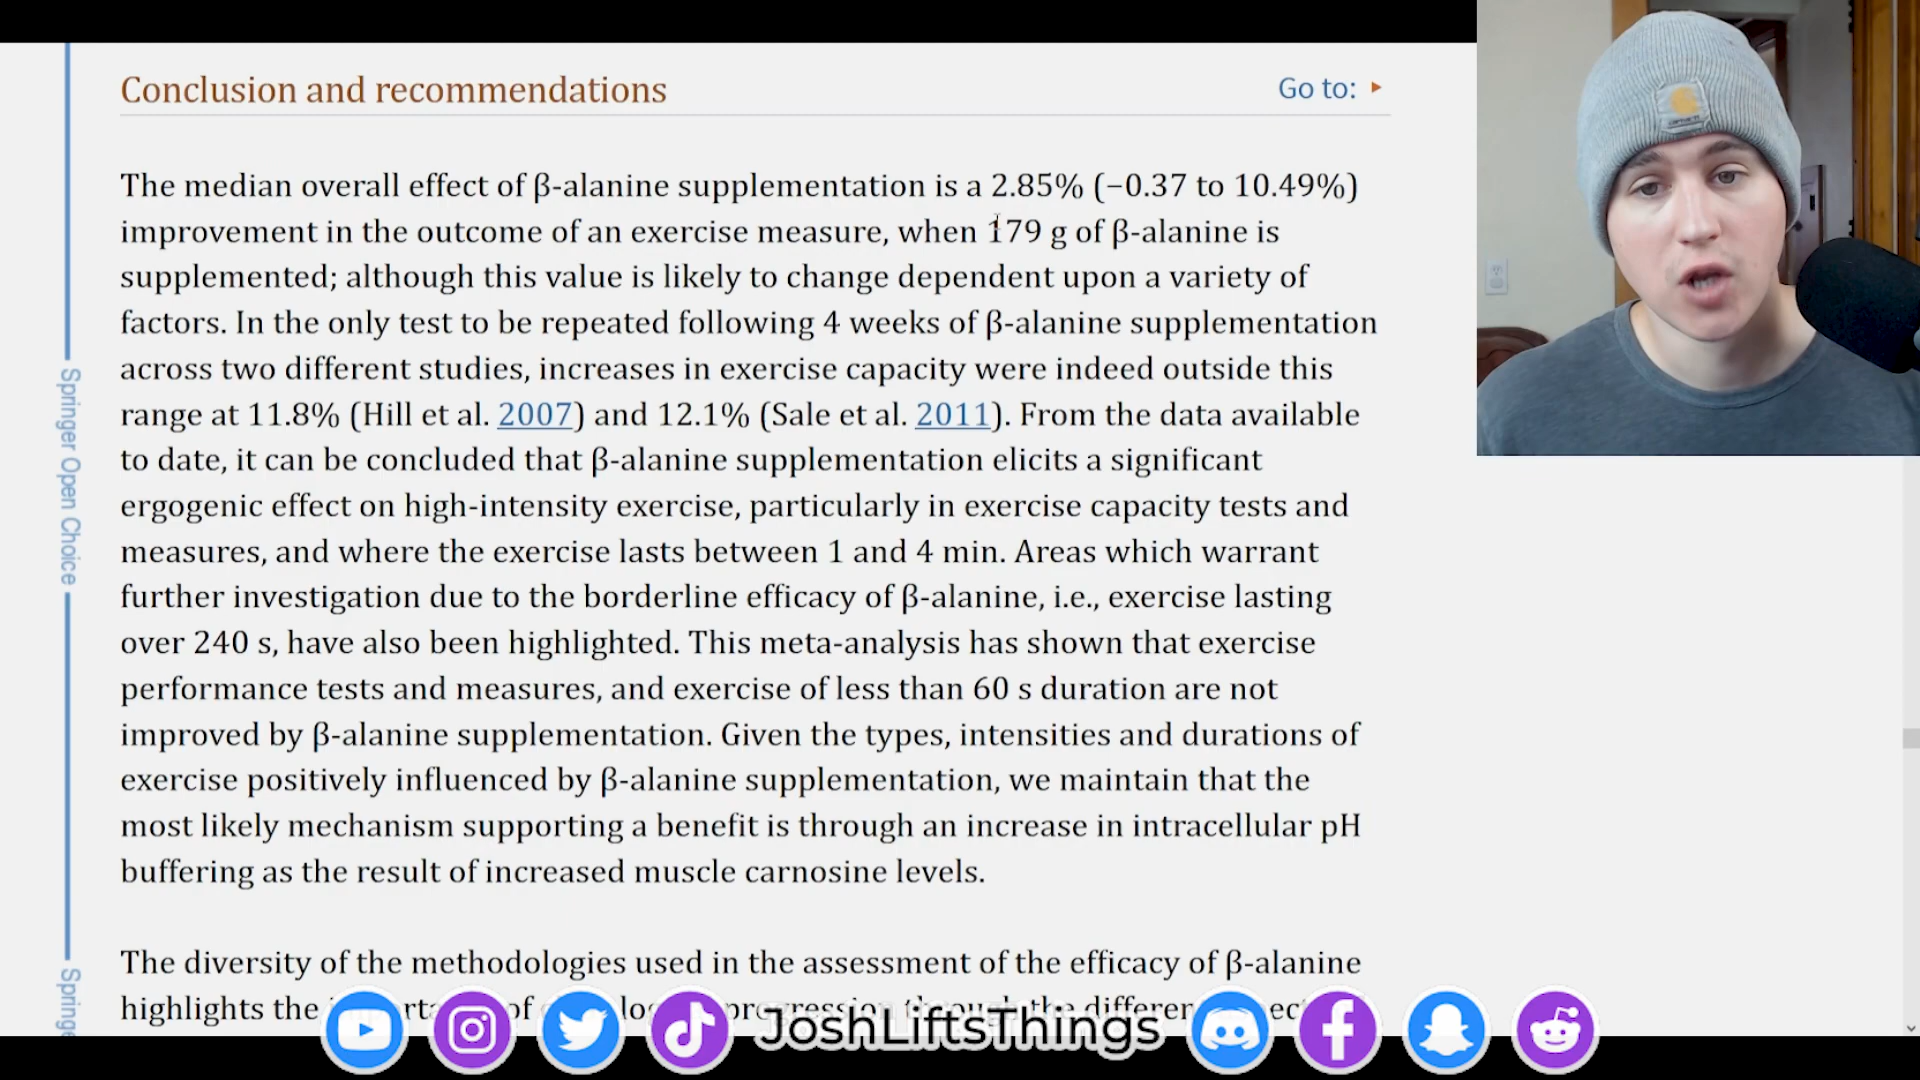 Conclusion and recommendations
Go to:
The median overall effect of β-alanine supplementation is a 2.85% (−0.37 to 10.49%)
improvement in the outcome of an exercise measure, when 179 g of β-alanine is
supplemented; although this value is likely to change dependent upon a variety of
factors. In the only test to be repeated following 4 weeks of β-alanine supplementation
across two different studies, increases in exercise capacity were indeed outside this
range at 11.8% (Hill et al. 2007) and 12.1% (Sale et al. 2011). From the data available
to date, it can be concluded that β-alanine supplementation elicits a significant
ergogenic effect on high-intensity exercise, particularly in exercise capacity tests and
measures, and where the exercise lasts between 1 and 4 min. Areas which warrant
further investigation due to the borderline efficacy of β-alanine, i.e., exercise lasting
over 240 s, have also been highlighted. This meta-analysis has shown that exercise
performance tests and measures, and exercise of less than 60 s duration are not
improved by β-alanine supplementation. Given the types, intensities and durations of
exercise positively influenced by β-alanine supplementation, we maintain that the
most likely mechanism supporting a benefit is through an increase in intracellular pH
buffering as the result of increased muscle carnosine levels.
The diversity of the methodologies used in the assessment of the efficacy of β-alanine
highlights the of progression through the
JoshLiftsThings
Springer Open Choice
Springe